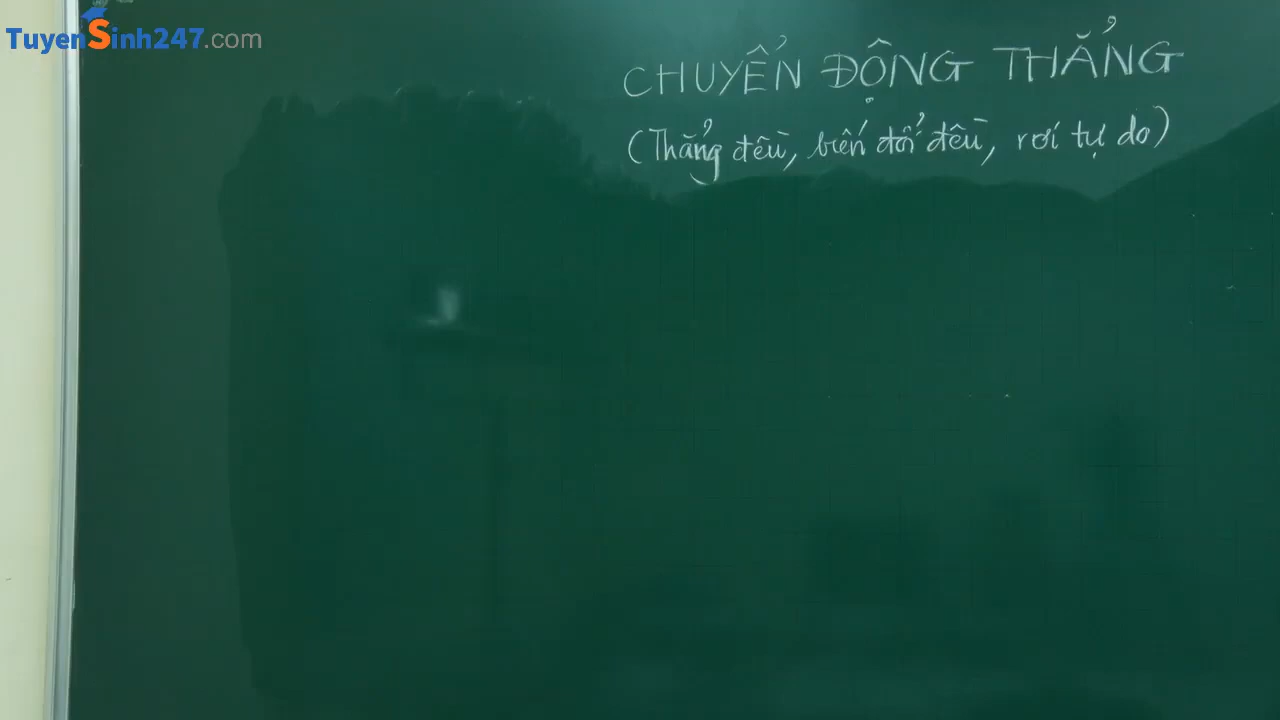 TuyenSinh247.com
CHUYỂN ĐỘNG THẲNG
(Thẳng đều, biến đổi đều, rơi tự do)